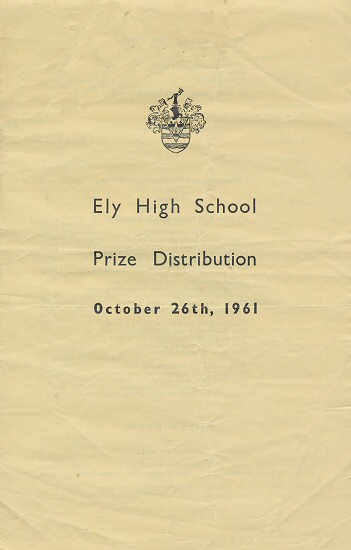 Ely High School
Prize Distribution
October 26th, 1961